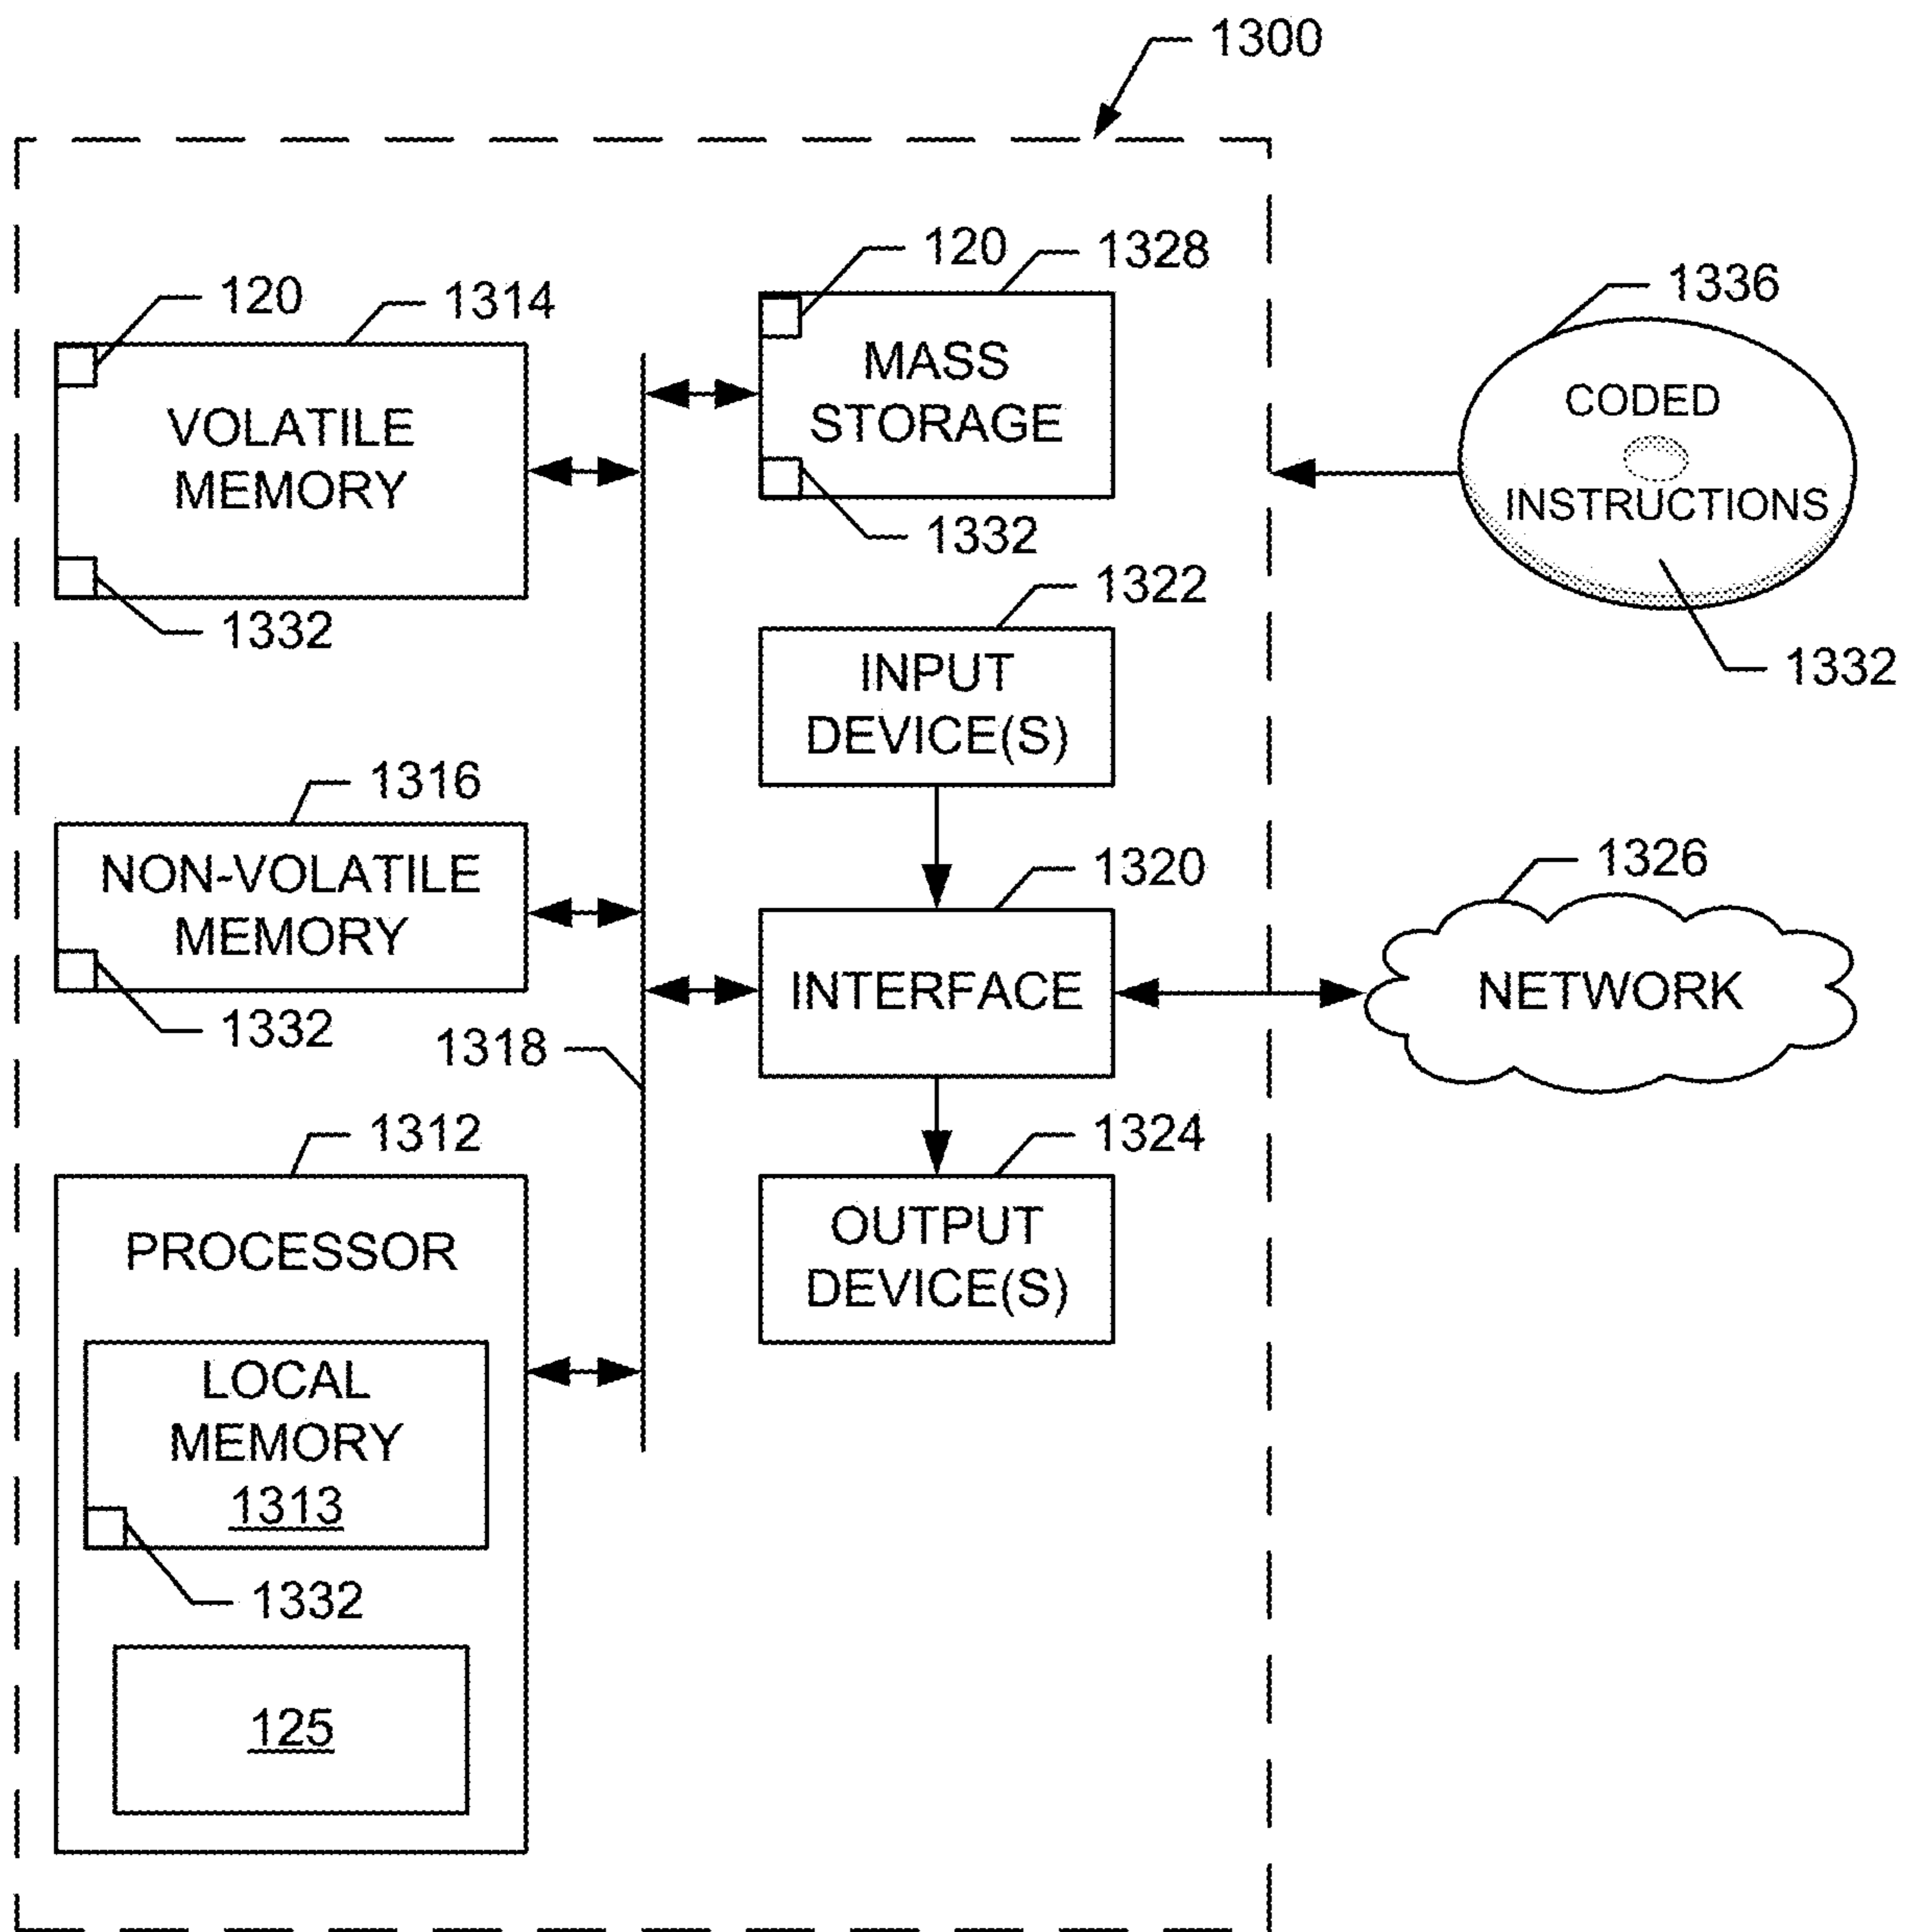 1300
120
1328
120
1314
1336
MASS
STORAGE
CODED
INSTRUCTIONS
VOLATILE
MEMORY
1332
1332
1322
1332
INPUT
DEVICE(S)
1316
NON-VOLATILE
MEMORY
1320
1326
INTERFACE
NETWORK
1332
1318
1312
1324
PROCESSOR
OUTPUT
DEVICE(S)
LOCAL
MEMORY
1313
1332
125